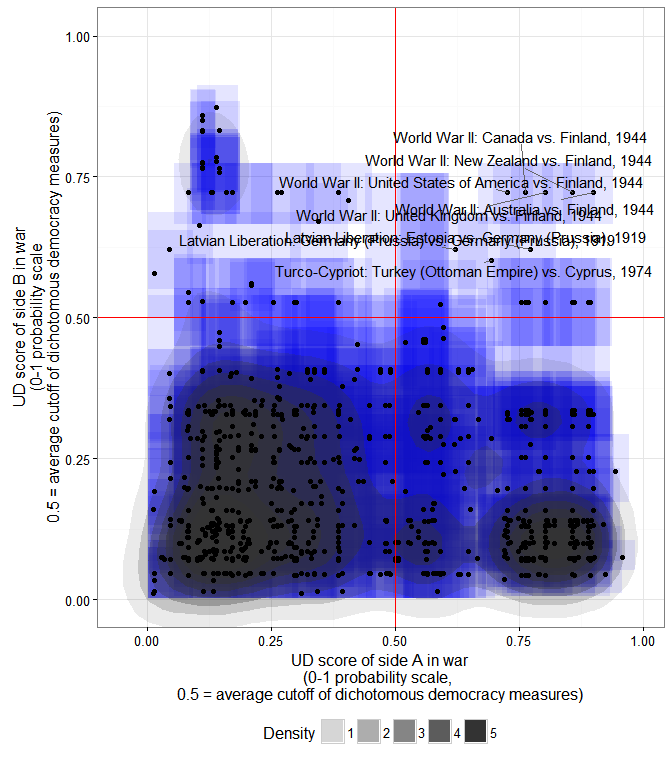 UD score of side B in war
(0-1 probability scale
0.5 = average cutoff of dichotomous democracy measures)
1.00
0.75
0.50
0.25
0.00
World War II: Canada vs. Finland, 1944
World War II: New Zealand vs. Finland, 1944
World War II: United States of America vs. Finland, 1944
World War II: Australia vs. Finland, 1944
World War II: United Kingdom vs. Finland, 1944
Latvian Liberation: Estonia vs. Germany (Prussia), 1919
Latvian Liberation: Germany (Prussia) vs. Germany (Prussia), 1919
Turco-Cypriot: Turkey (Ottoman Empire) vs. Cyprus, 1974
0.00 0.25 0.50 0.75 1.00
UD score of side A in war
(0-1 probability scale,
0.5 = average cutoff of dichotomous democracy measures)
Density 1 2 3 4 5